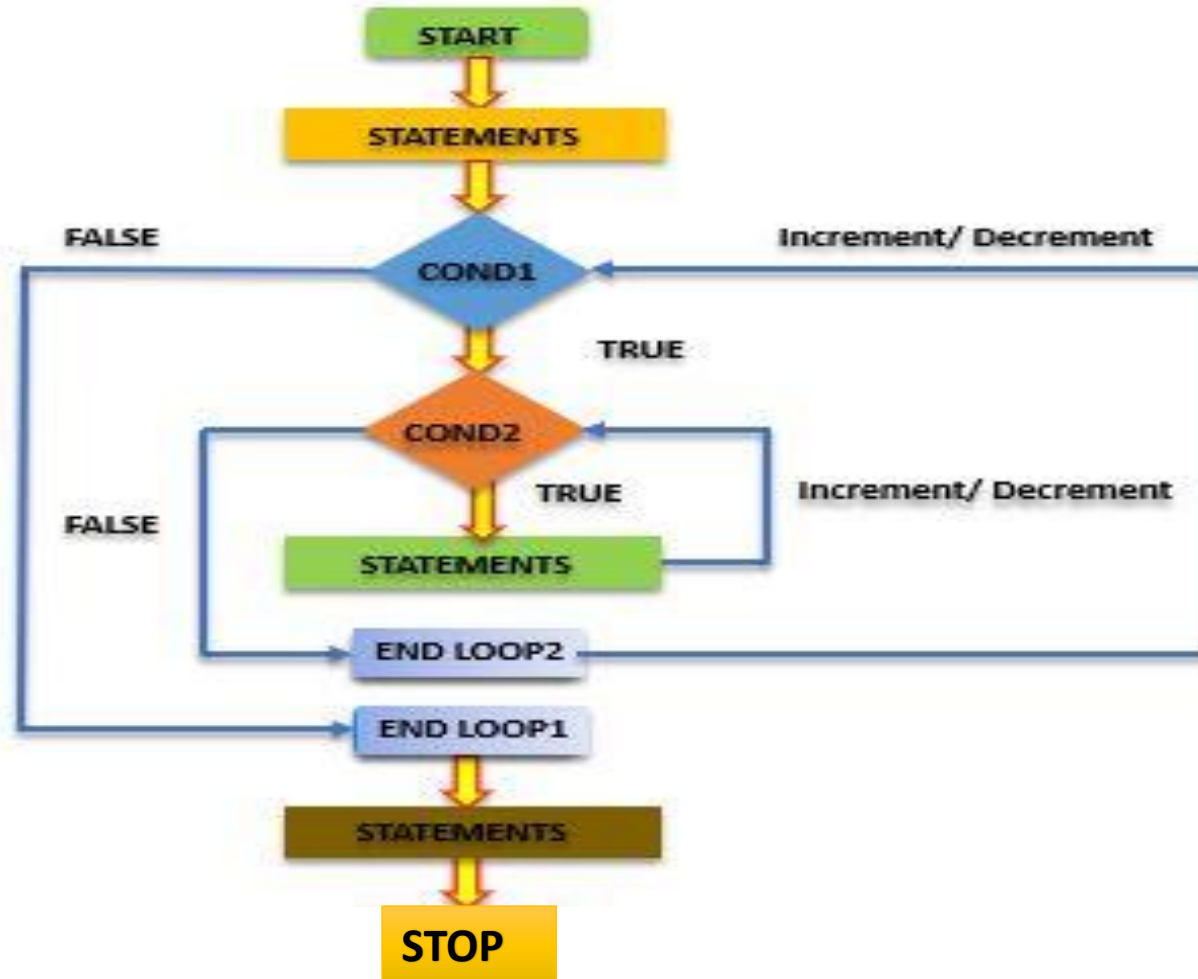 START
STATEMENTS
FALSE
Increment/ Decrement
COND1
TRUE
COND2
TRUE
Increment/ Decrement
FALSE
STATEMENTS
END LOOP2
END LOOP1
STATEMENTS
STOP